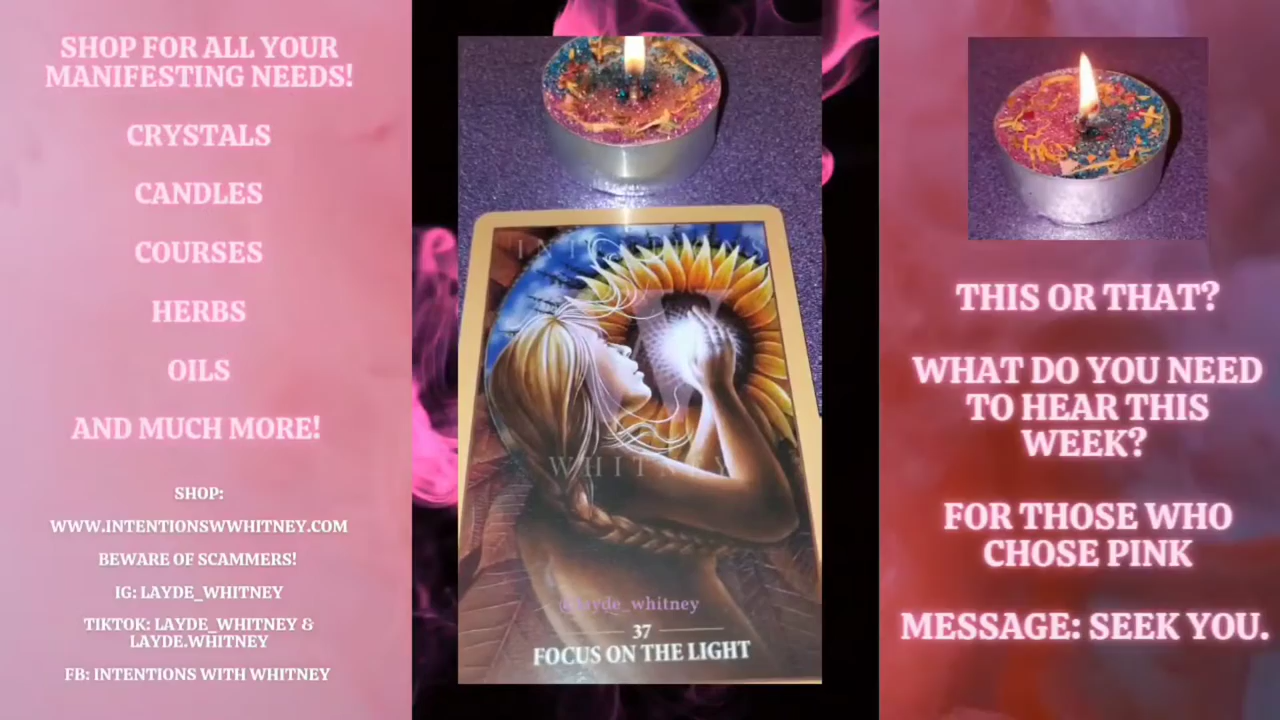 SHOP FOR ALL YOUR
MANIFESTING NEEDS!
CRYSTALS
CANDLES
COURSES
HERBS
OILS
AND MUCH MORE!
SHOP:
WWW.INTENTIONSWWHITNEY.COM
BEWARE OF SCAMMERS!
IG: LAYDE_WHITNEY
TIKTOK: LAYDE_WHITNEY &
LAYDE.WHITNEY
FB: INTENTIONS WITH WHITNEY
INTENTIONS
W
WHITNEY
@layde_whitney
37
FOCUS ON THE LIGHT
THIS OR THAT?
WHAT DO YOU NEED
TO HEAR THIS
WEEK?
FOR THOSE WHO
CHOSE PINK
MESSAGE: SEEK YOU.